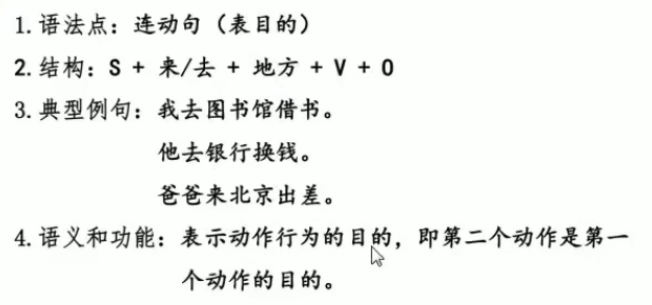 1.语法点：连动句（表目的）
2.结构：S + 来/去 + 地方 + V + O
3.典型例句：我去图书馆借书。
他去银行换钱。
爸爸来北京出差。
4.语义和功能：表示动作行为的目的，即第二个动作是第一
个动作的目的。